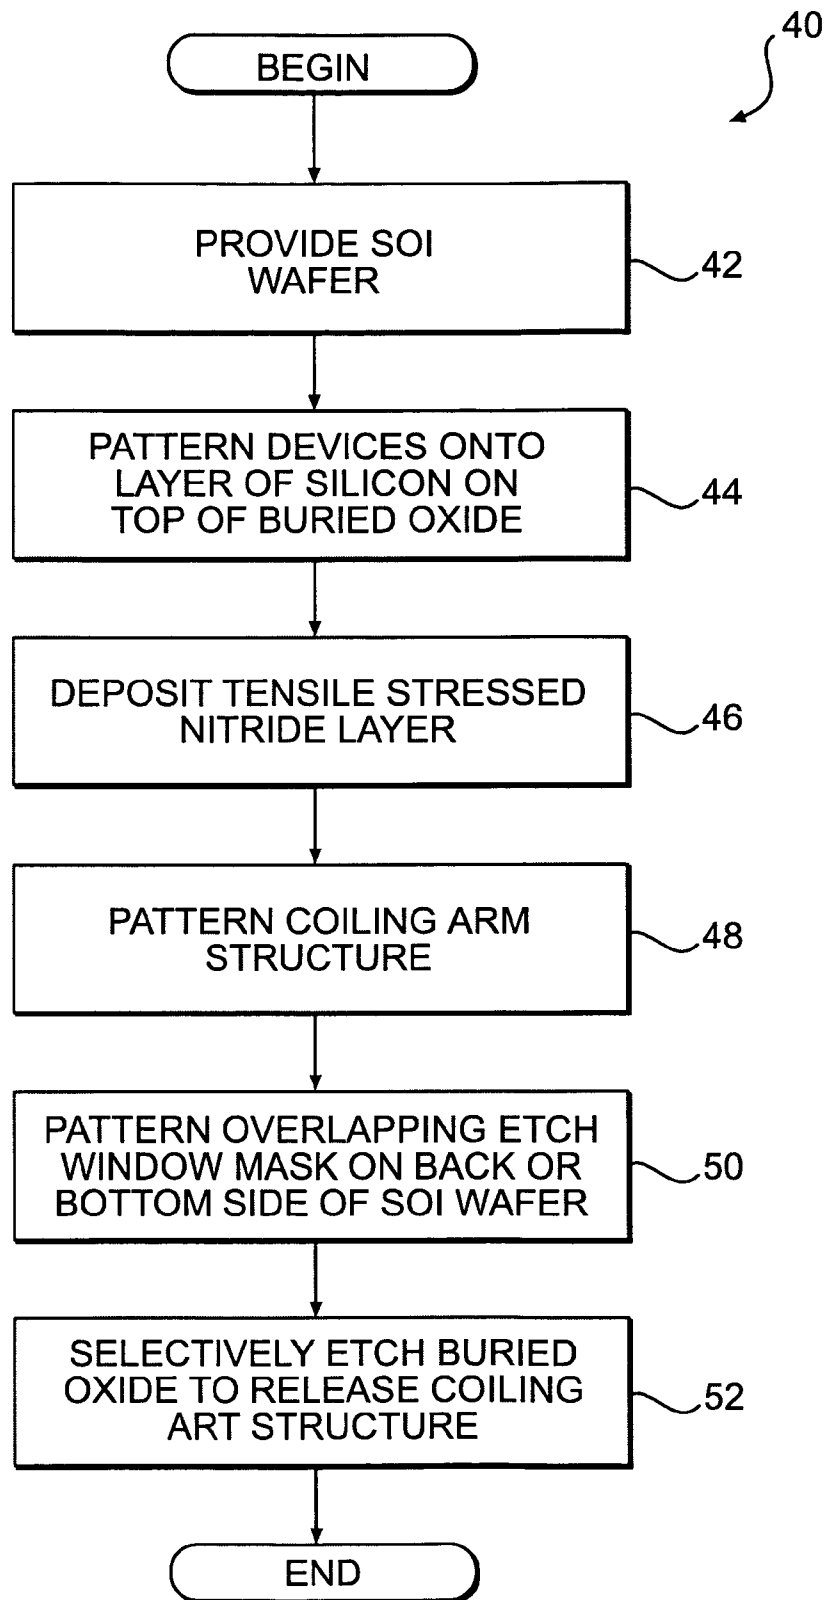 40
BEGIN
PROVIDE SOI
WAFER
42
PATTERN DEVICES ONTO
LAYER OF SILICON ON
TOP OF BURIED OXIDE
44
DEPOSIT TENSILE STRESSED
NITRIDE LAYER
46
PATTERN COILING ARM
STRUCTURE
48
PATTERN OVERLAPPING ETCH
WINDOW MASK ON BACK OR
BOTTOM SIDE OF SOI WAFER
50
SELECTIVELY ETCH BURIED
OXIDE TO RELEASE COILING
ART STRUCTURE
52
END